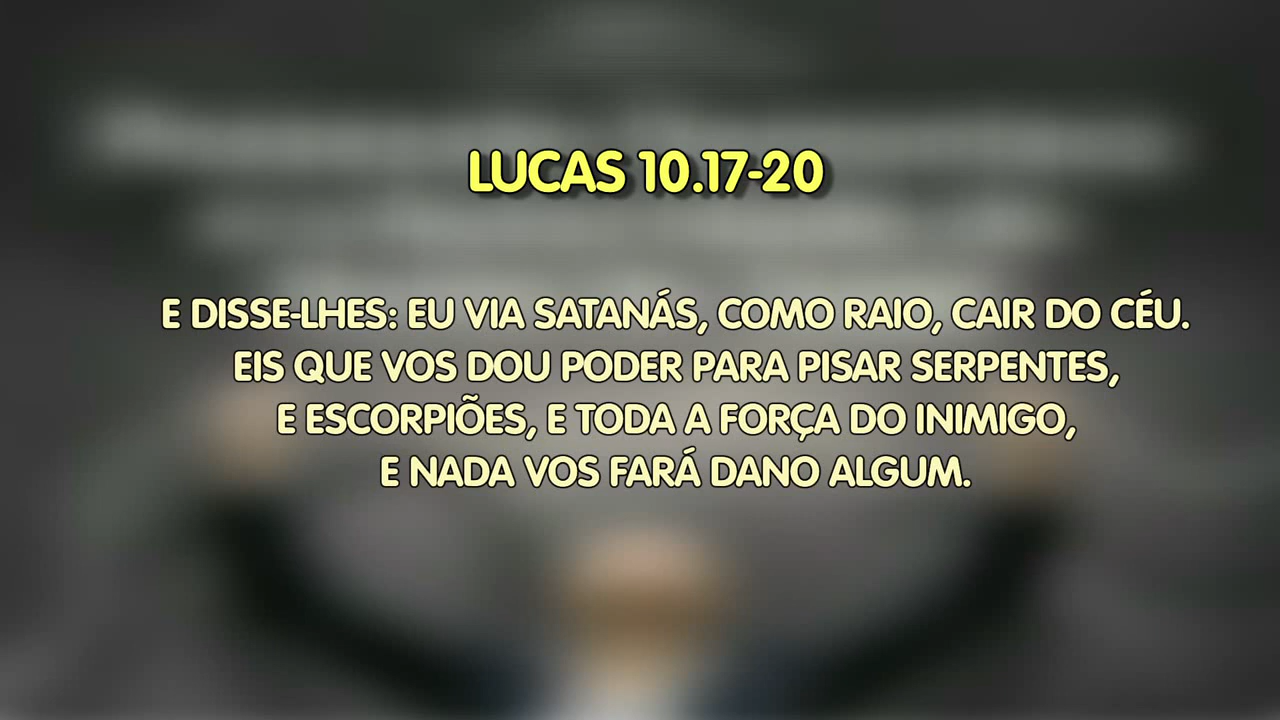 LUCAS 10.17-20
E DISSE-LHES: EU VIA SATANÁS, COMO RAIO, CAIR DO CÉU.
EIS QUE VOS DOU PODER PARA PISAR SERPENTES,
E ESCORPIÕES, E TODA A FORÇA DO INIMIGO,
E NADA VOS FARÁ DANO ALGUM.